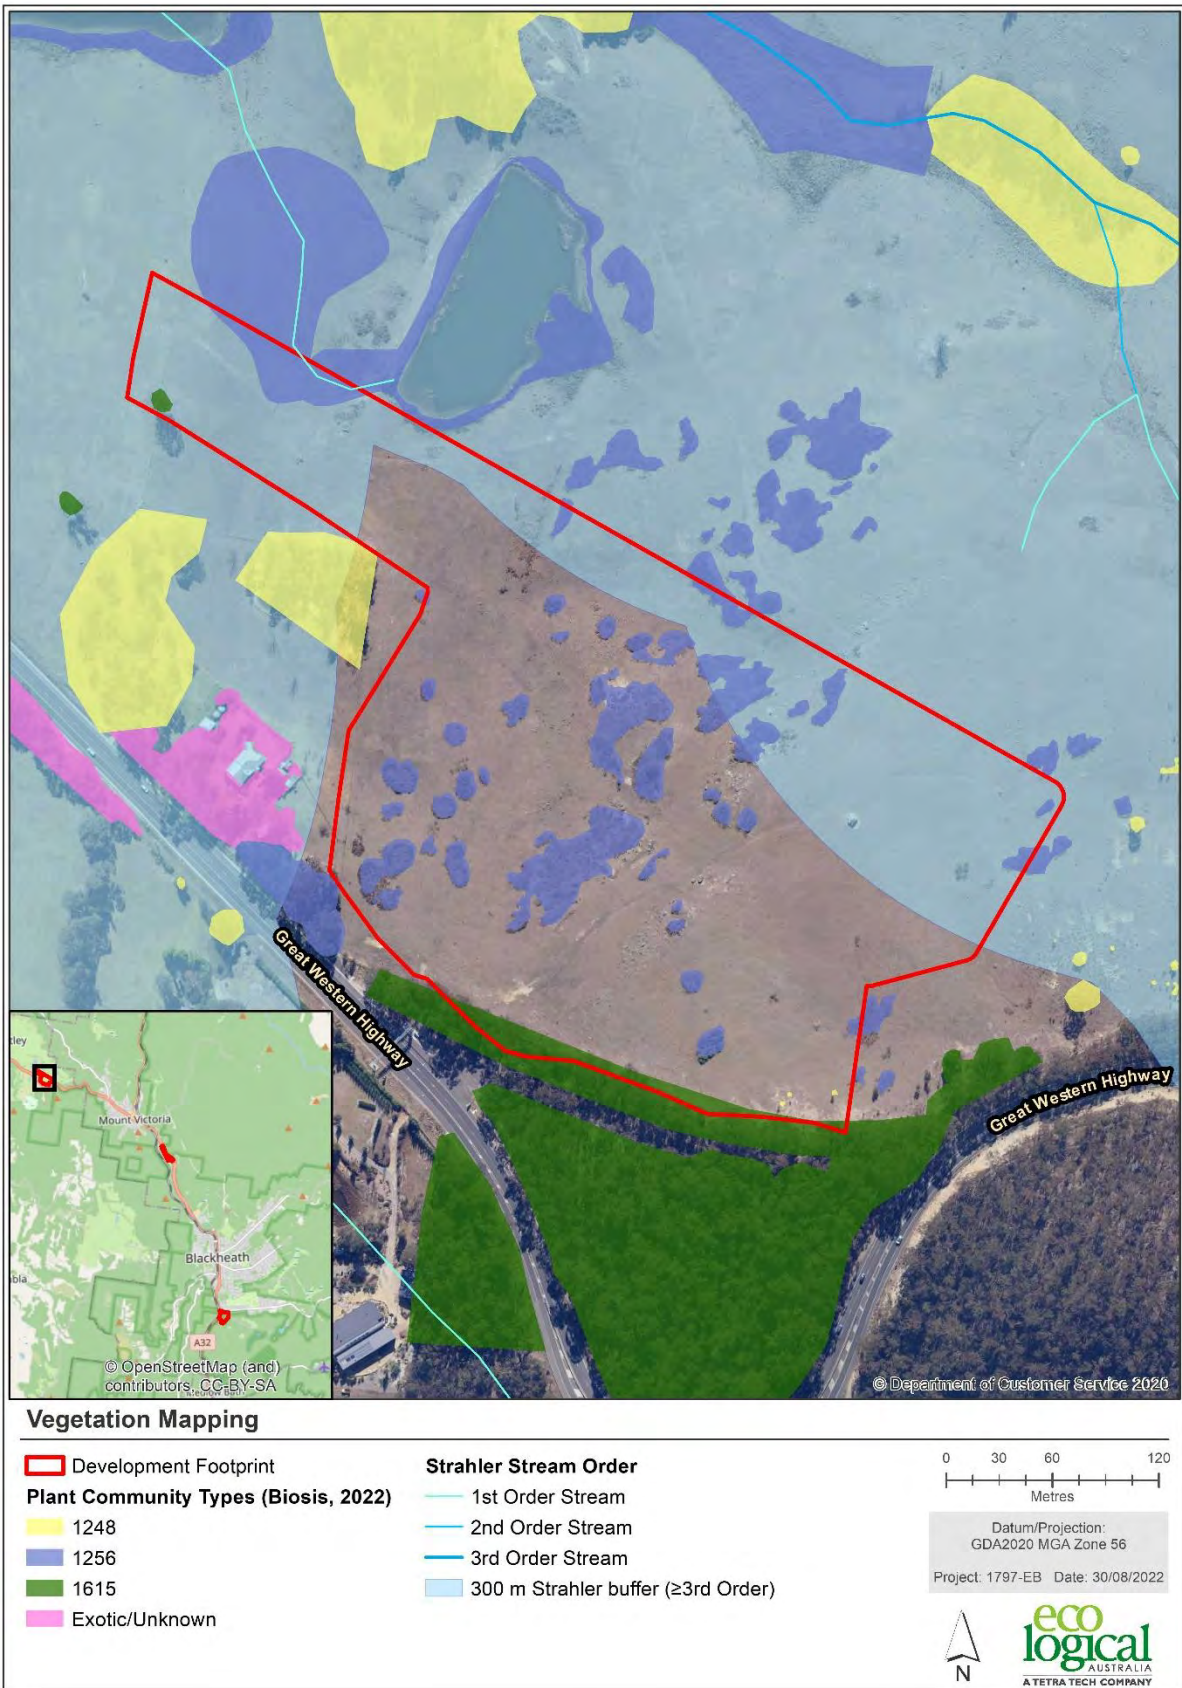 Great Western Highway
Great Western Highway
tley
Mount Victoria
Blackheath
bla
A32
© OpenStreetMap (and)
contributors, CC-BY-SA
© Department of Customer Service 2020
Vegetation Mapping
Development Footprint
Plant Community Types (Biosis, 2022)
1248
1256
1615
Exotic/Unknown
Strahler Stream Order
1st Order Stream
2nd Order Stream
3rd Order Stream
300 m Strahler buffer (≥3rd Order)
0 30 60 120
Metres
Datum/Projection:
GDA2020 MGA Zone 56
Project: 1797-EB Date: 30/08/2022
N
eco
logical
AUSTRALIA
A TETRA TECH COMPANY